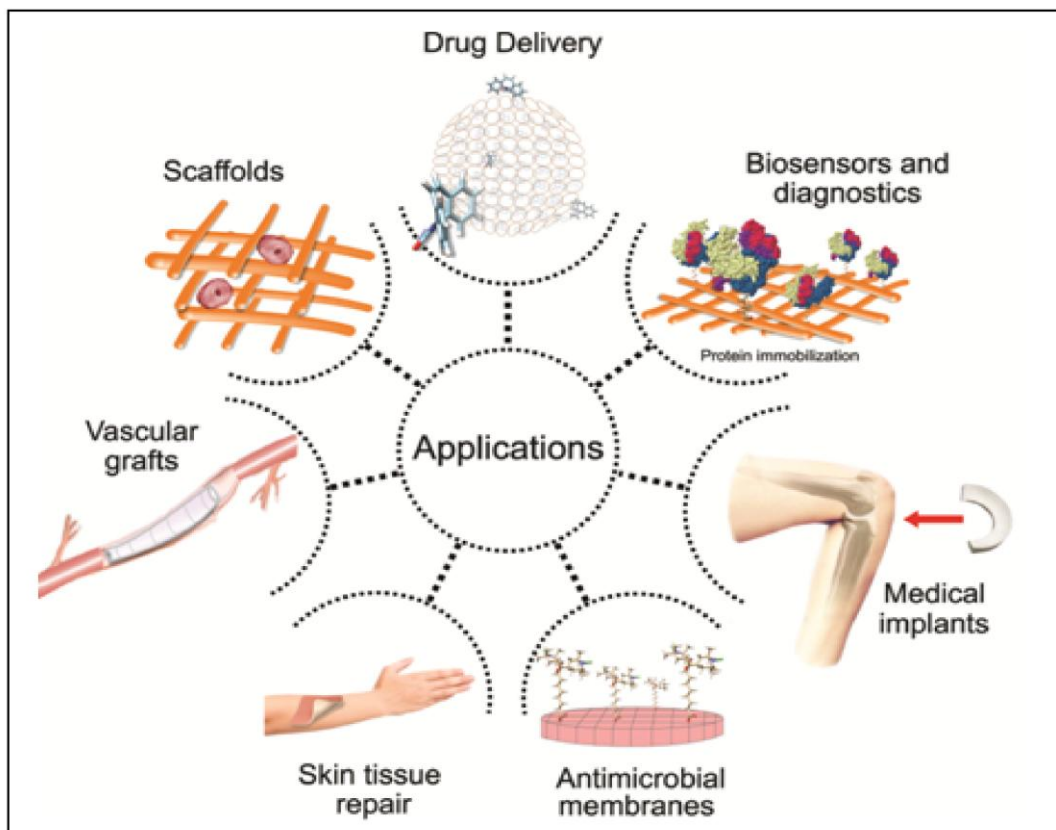 Drug Delivery
Scaffolds
Biosensors and
diagnostics
Protein immobilization
Vascular
grafts
Applications
Medical
implants
Skin tissue
repair
Antimicrobial
membranes